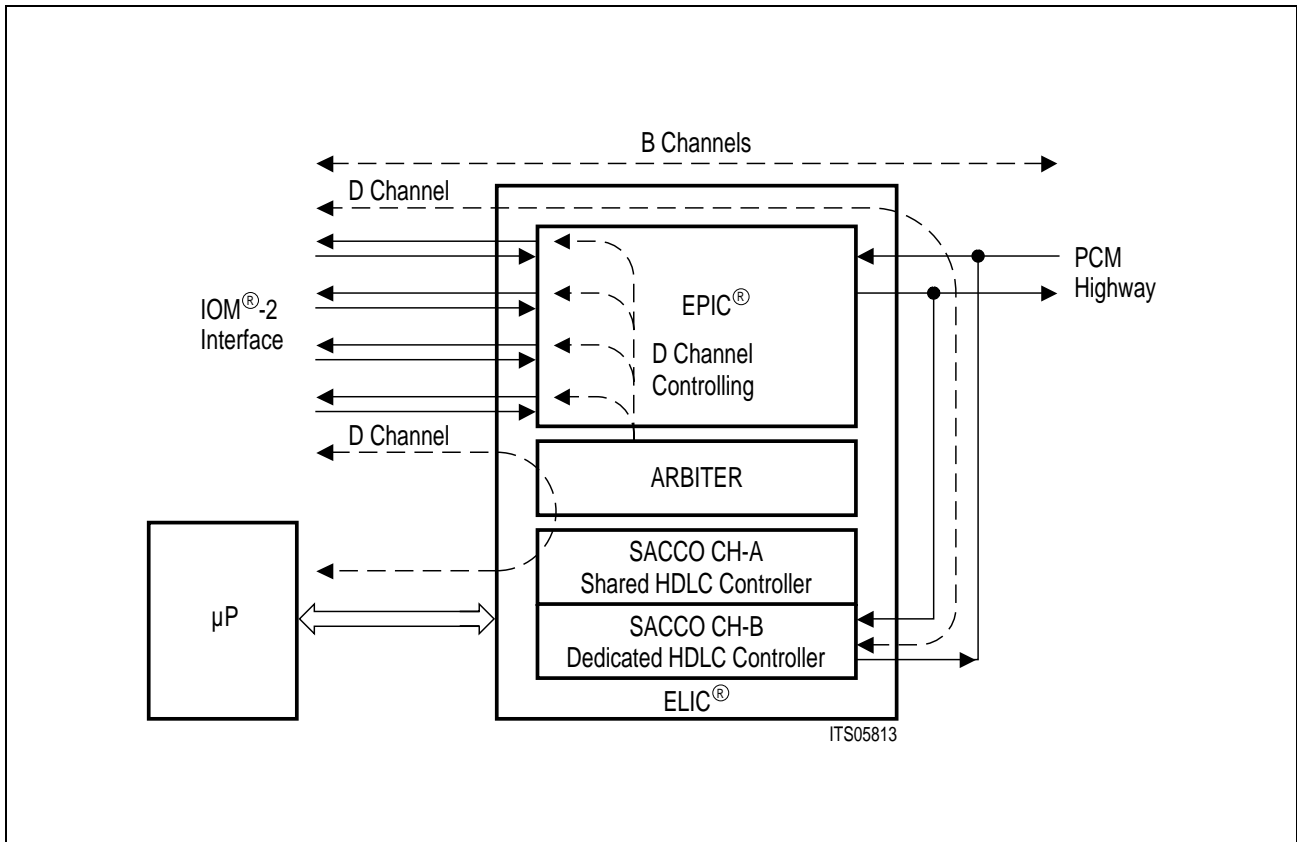 B Channels
D Channel
PCM
Highway
IOM®-2
Interface
EPIC®
D Channel
Controlling
D Channel
ARBITER
SACCO CH-A
Shared HDLC Controller
µP
SACCO CH-B
Dedicated HDLC Controller
ELIC®
ITS05813